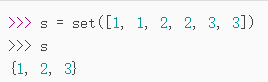 >>> s = set([1, 1, 2, 2, 3, 3])
>>> s
{1, 2, 3}